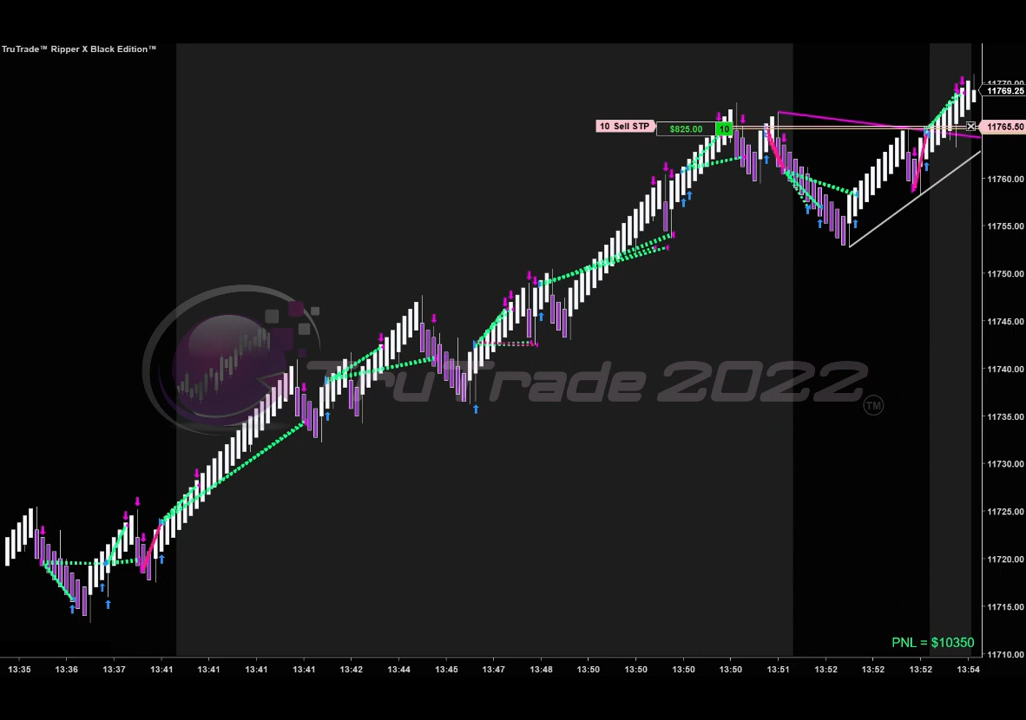 TruTrade™ Ripper X Black Edition™
11770.00
11769.25
10 Sell STP
$825.00
10
11765.50
11760.00
11755.00
11750.00
11745.00
11740.00
TruTrade 2022
TM
11735.00
11730.00
11725.00
11720.00
11715.00
PNL = $10350
11710.00
13:35 13:36 13:37 13:41 13:41 13:41 13:41 13:42 13:45 13:45 13:47 13:48 13:50 13:50 13:50 13:50 13:51 13:52 13:52 13:52 13:54